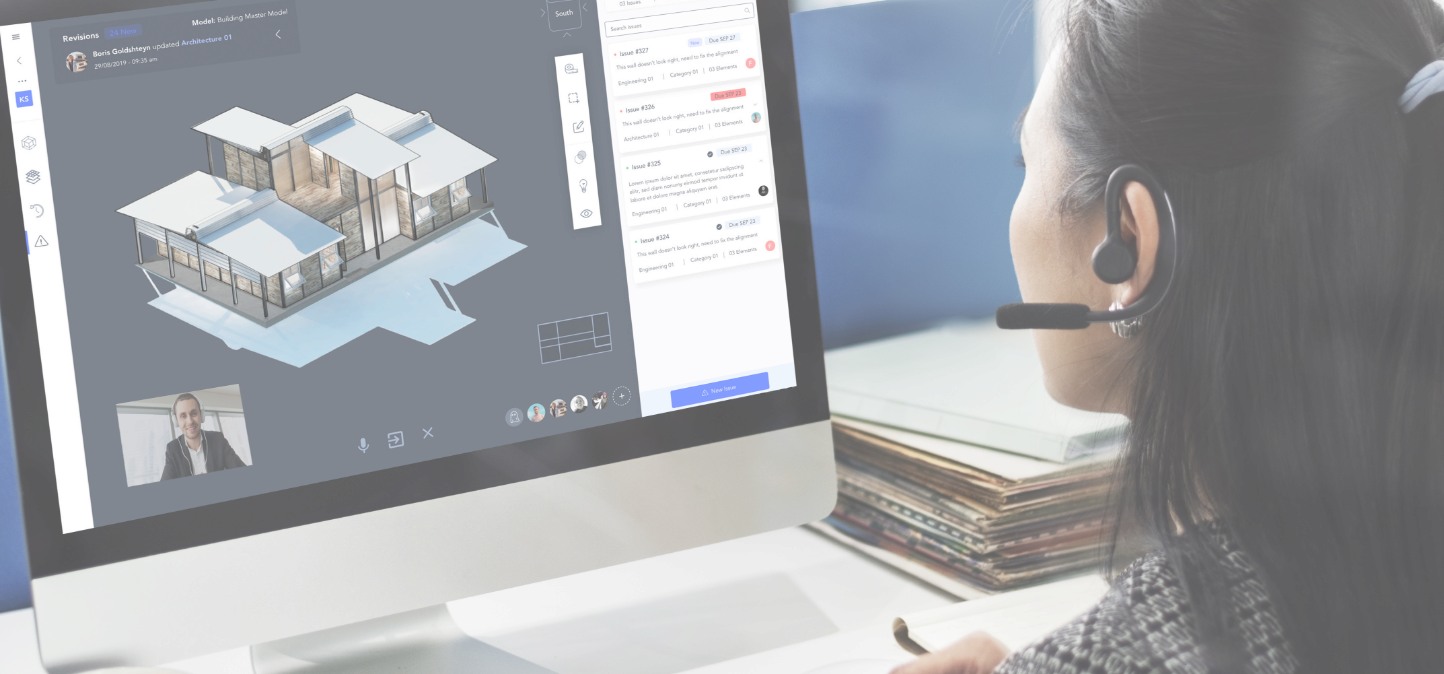 Revisions 24 New
Model: Building Master Model
Boris Goldshteyn updated Architecture 01
29/08/2019 - 09:35 am
KS
South
03 Issues
Search Issues
Issue #327
New
Due SEP 27
This wall doesn't look right, need to fix the alignment
Engineering 01 | Category 01 | 03 Elements
Issue #326
This wall doesn't look right, need to fix the alignment
Architecture 01 | Category 01 | 03 Elements
Issue #325
Due SEP 23
Lorem ipsum dolor sit amet, consetetur sadipscing
elitr, sed diam nonumy eirmod tempor invidunt ut
labore et dolore magna aliquyam erat.
Engineering 01 | Category 01 | 03 Elements
Issue #324
Due SEP 23
This wall doesn't look right, need to fix the alignment
Engineering 01 | Category 01 | 03 Elements
New Issue